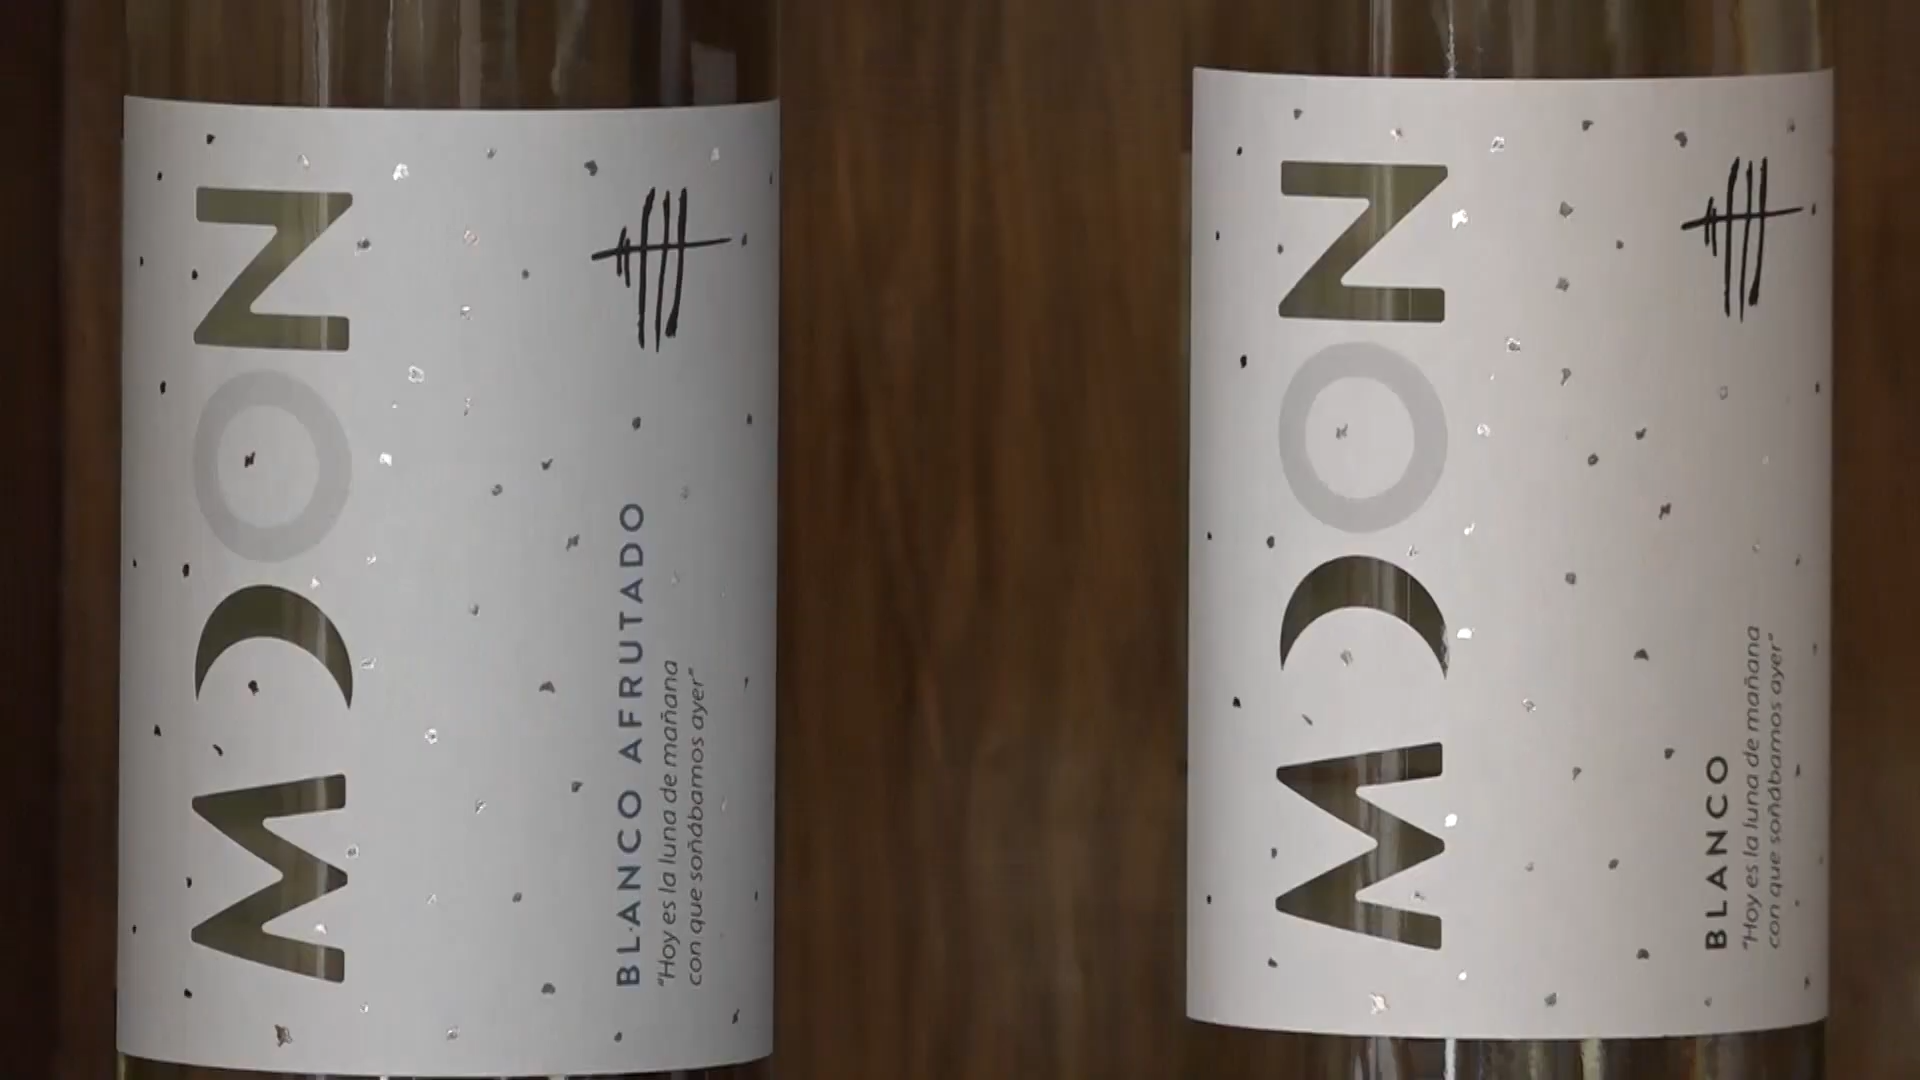 MOON
BLANCO AFRUTADO
"Hoy es la luna de mañana
con que soñábamos ayer"
MOON
BLANCO
"Hoy es la luna de mañana
con que soñábamos ayer"